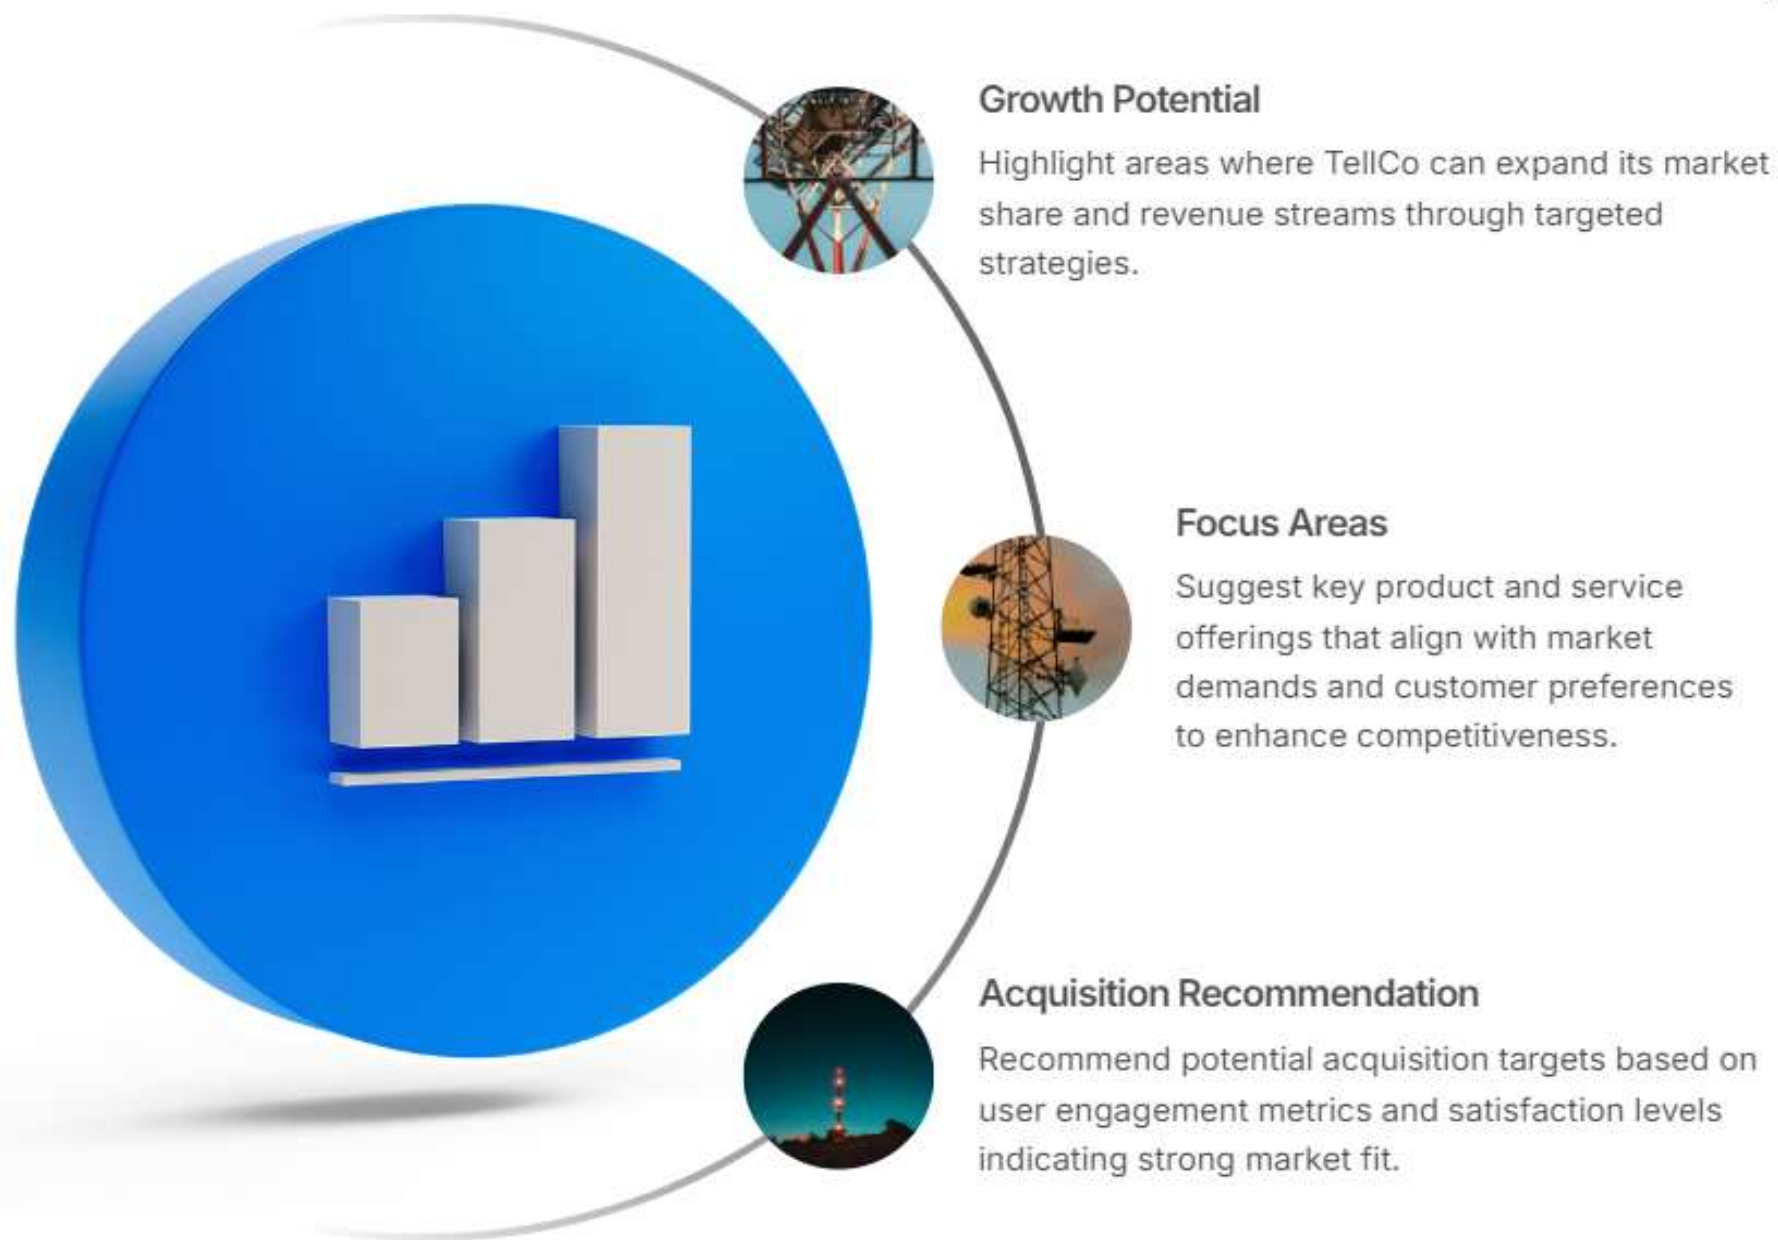 Growth Potential
Highlight areas where TellCo can expand its market
share and revenue streams through targeted
strategies.
Focus Areas
Suggest key product and service
offerings that align with market
demands and customer preferences
to enhance competitiveness.
Acquisition Recommendation
Recommend potential acquisition targets based on
user engagement metrics and satisfaction levels
indicating strong market fit.